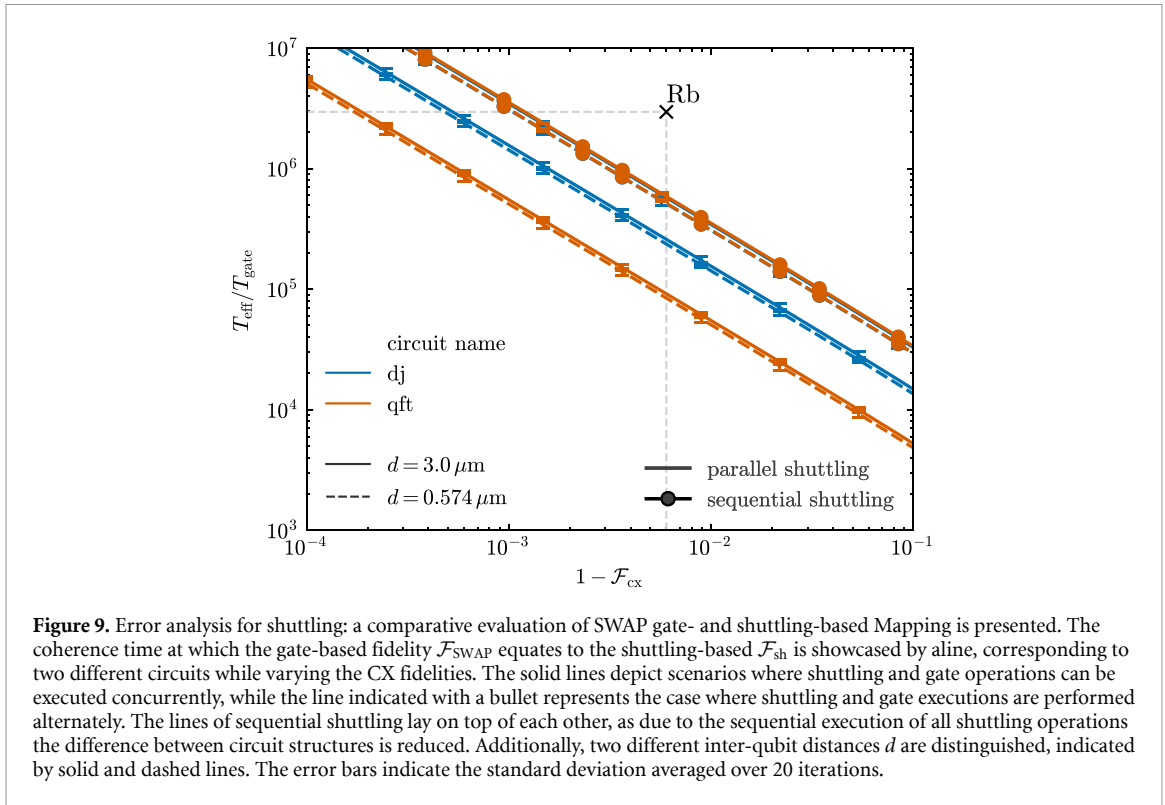 10^7
10^6
10^5
10^4
10^3
T_eff/T_gate
Rb
circuit name
dj
qft
d = 3.0 μm
d = 0.574 μm
parallel shuttling
sequential shuttling
10^−4
10^−3
10^−2
10^−1
1 − ℱ_cx
Figure 9. Error analysis for shuttling: a comparative evaluation of SWAP gate- and shuttling-based Mapping is presented. The
coherence time at which the gate-based fidelity ℱ_SWAP equates to the shuttling-based ℱ_sh is showcased by aline, corresponding to
two different circuits while varying the CX fidelities. The solid lines depict scenarios where shuttling and gate operations can be
executed concurrently, while the line indicated with a bullet represents the case where shuttling and gate executions are performed
alternately. The lines of sequential shuttling lay on top of each other, as due to the sequential execution of all shuttling operations
the difference between circuit structures is reduced. Additionally, two different inter-qubit distances d are distinguished, indicated
by solid and dashed lines. The error bars indicate the standard deviation averaged over 20 iterations.